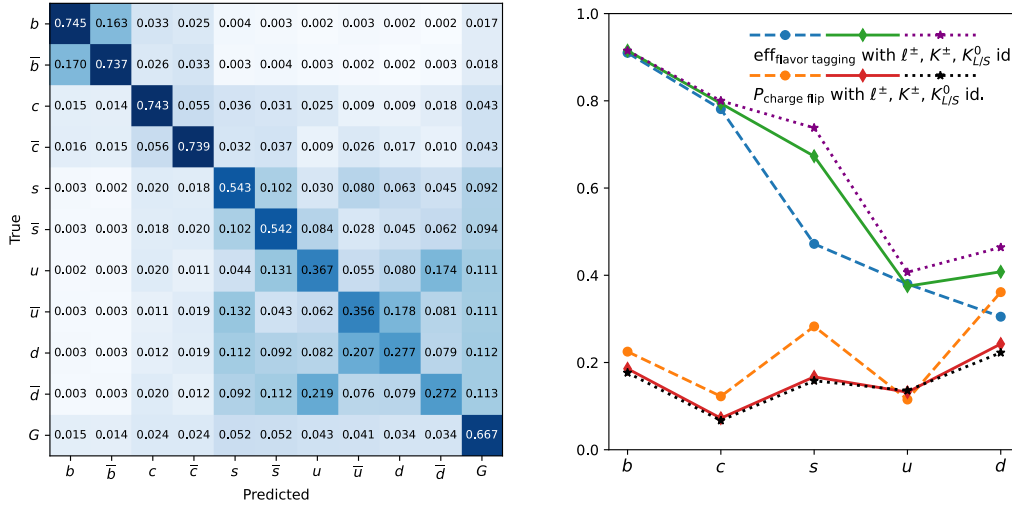 b 0.745 0.163 0.033 0.025 0.004 0.003 0.002 0.003 0.002 0.002 0.017
b̅ 0.170 0.737 0.026 0.033 0.003 0.004 0.003 0.002 0.002 0.003 0.018
c 0.015 0.014 0.743 0.055 0.036 0.031 0.025 0.009 0.009 0.018 0.043
c̅ 0.016 0.015 0.056 0.739 0.032 0.037 0.009 0.026 0.017 0.010 0.043
s 0.003 0.002 0.020 0.018 0.543 0.102 0.030 0.080 0.063 0.045 0.092
s̅ 0.003 0.003 0.018 0.020 0.102 0.542 0.084 0.028 0.045 0.062 0.094
u 0.002 0.003 0.020 0.011 0.044 0.131 0.367 0.055 0.080 0.174 0.111
u̅ 0.003 0.003 0.011 0.019 0.132 0.043 0.062 0.356 0.178 0.081 0.111
d 0.003 0.003 0.012 0.019 0.112 0.092 0.082 0.207 0.277 0.079 0.112
d̅ 0.003 0.003 0.020 0.012 0.092 0.112 0.219 0.076 0.079 0.272 0.113
G 0.015 0.014 0.024 0.024 0.052 0.052 0.043 0.041 0.034 0.034 0.667
b b̅ c c̅ s s̅ u u̅ d d̅ G
Predicted
True
1.0
0.8
0.6
0.4
0.2
0.0
eff flavor tagging with ℓ±, K±, K⁰L/S id.
P charge flip with ℓ±, K±, K⁰L/S id.
b c s u d